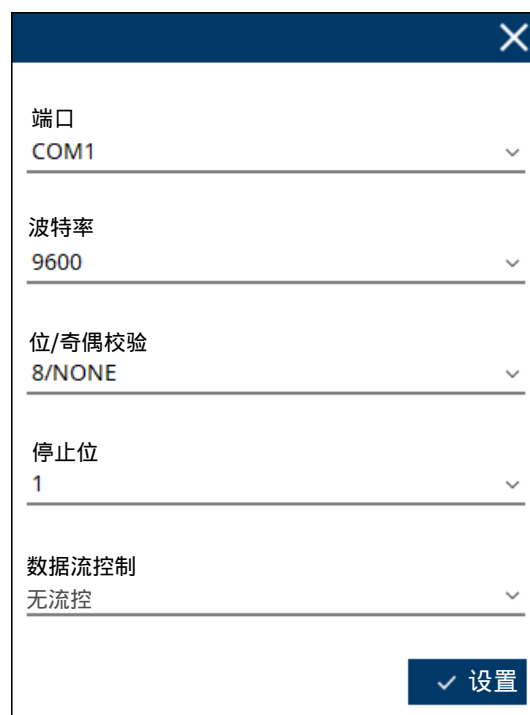 端口
COM1
波特率
9600
位/奇偶校验
8/NONE
停止位
1
数据流控制
无流控
设置